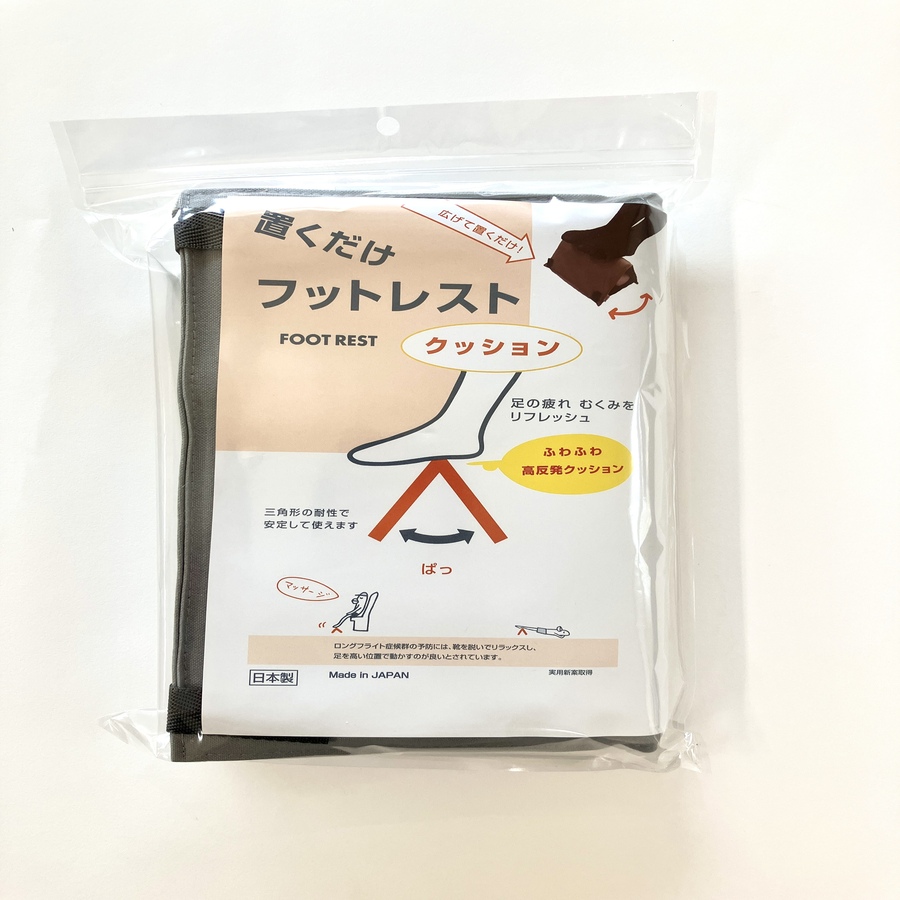 広げて置くだけ!
置くだけ
フットレスト
FOOT REST
クッション
足の疲れ むくみを
リフレッシュ
ふわふわ
高反発クッション
三角形の耐性で
安定して使えます
ぱっ
マッサージ
ロングフライト症候群の予防には、靴を脱いでリラックスし、
足を高い位置で動かすのが良いとされています。
日本製
Made in JAPAN
実用新案取得